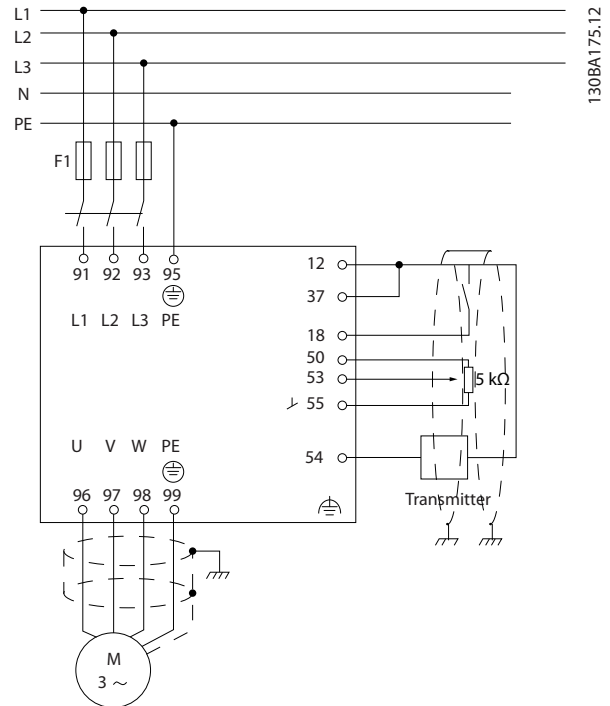 L1
L2
L3
N
PE
130BA175.12
F1
91 92 93 95
L1 L2 L3 PE
12
37
18
50
53
55
5 kΩ
54
Transmitter
U V W PE
96 97 98 99
M
3 ~